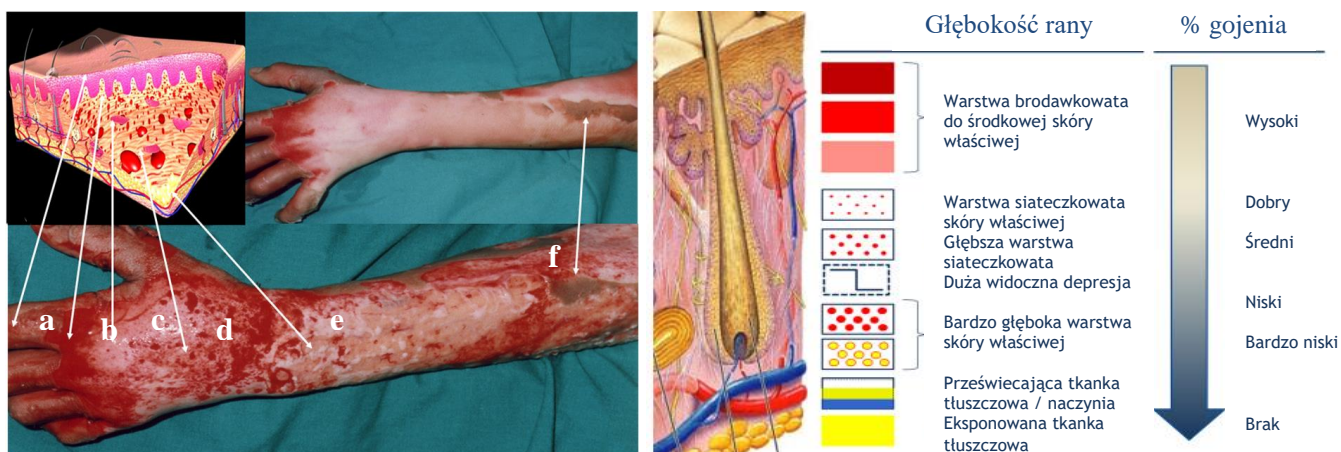 a
b
c
d
e
f
Głębokość rany
% gojenia
Warstwa brodawkowata
do środkowej skóry
właściwej
Wysoki
Warstwa siateczkowata
skóry właściwej
Dobry
Głębsza warstwa
siateczkowata
Średni
Duża widoczna depresja
Niski
Bardzo głęboka warstwa
skóry właściwej
Bardzo niski
Przeświecająca tkanka
tłuszczowa / naczynia
Eksponowana tkanka
tłuszczowa
Brak